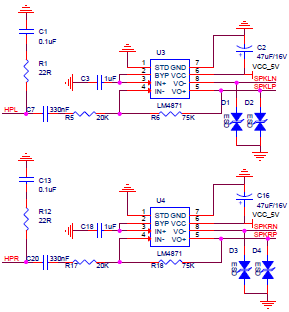 C1
0.1uF
R1
22R
C3
1uF
U3
1 STD GND 7
2 BYP VCC 6
3 IN+ VO- 8
4 IN- VO+ 5
LM4871
C2
47uF/16V
VCC_5V
SPKLN
SPKLP
HPL
C7
330nF
R5
20K
R6
75K
D1
ESD
D2
ESD
C13
0.1uF
R12
22R
C18
1uF
U4
1 STD GND 7
2 BYP VCC 6
3 IN+ VO- 8
4 IN- VO+ 5
LM4871
C16
47uF/16V
VCC_5V
SPKRN
SPKRP
HPR
C20
330nF
R17
20K
R18
75K
D3
ESD
D4
ESD